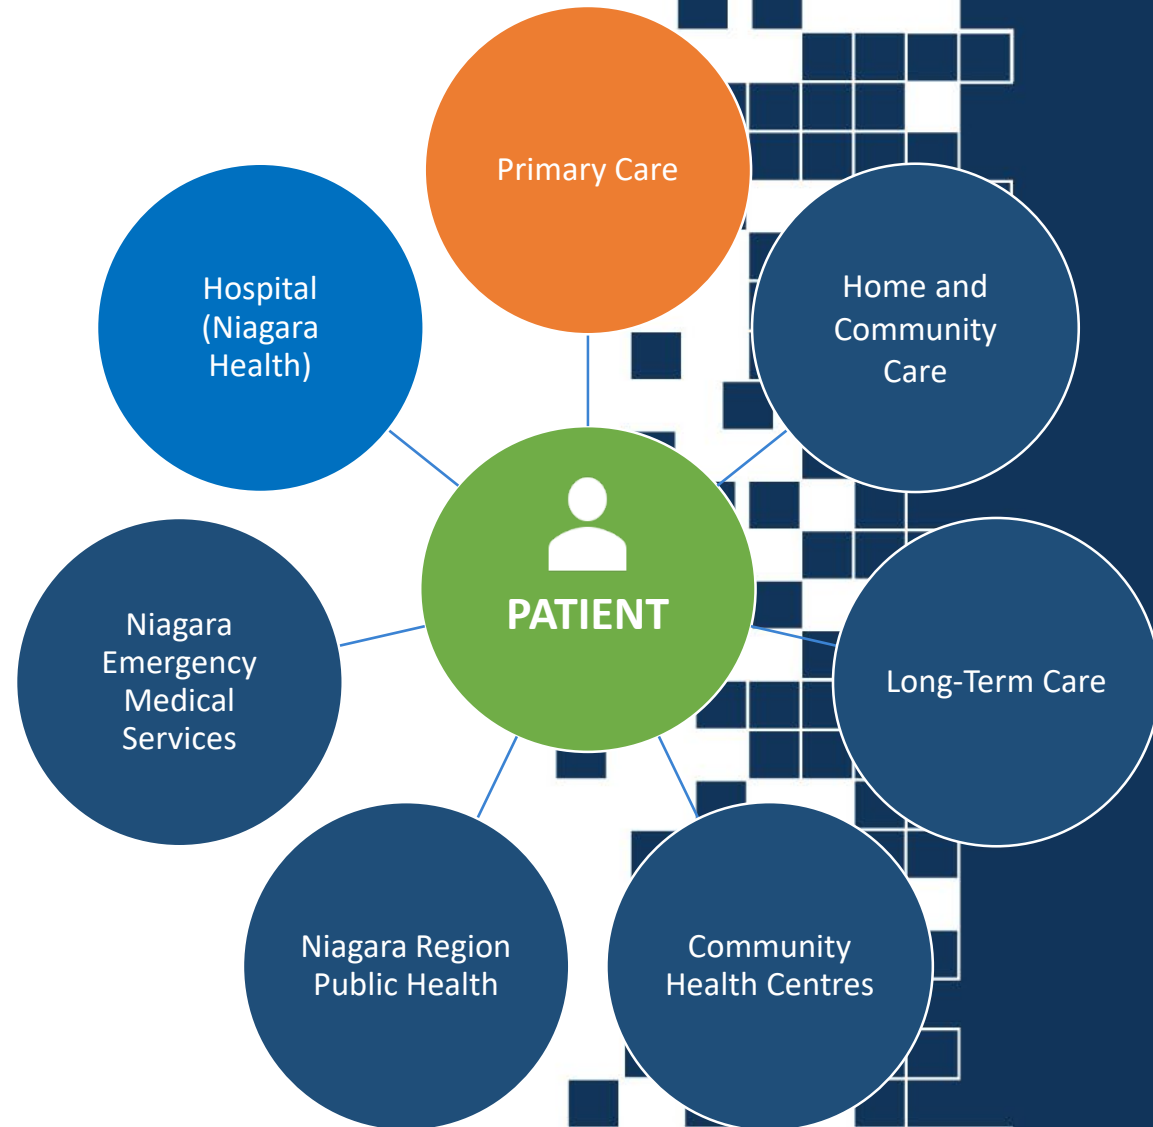 Primary Care
Hospital
(Niagara
Health)
Home and
Community
Care
PATIENT
Niagara
Emergency
Medical
Services
Long-Term Care
Niagara Region
Public Health
Community
Health Centres